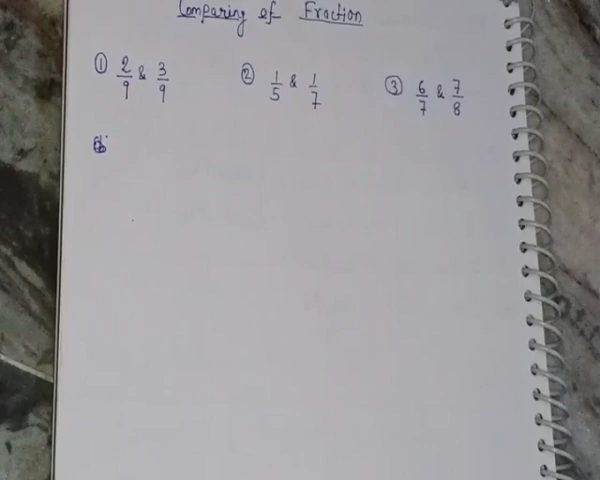 Comparing of Fraction
① 2/9 & 3/9 ② 1/5 & 1/7 ③ 6/7 & 7/8